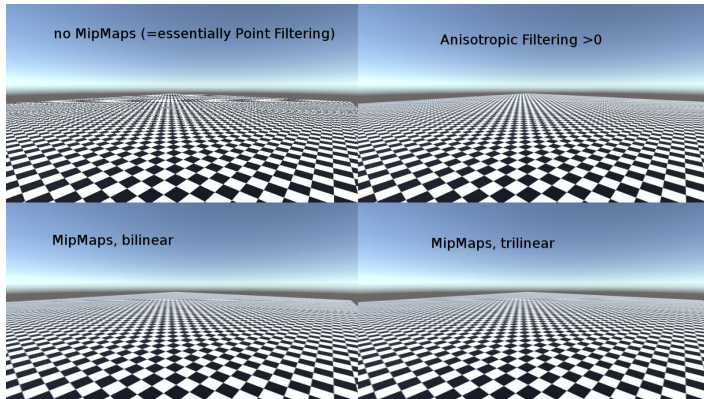 no MipMaps (=essentially Point Filtering)
Anisotropic Filtering >0
MipMaps, bilinear
MipMaps, trilinear